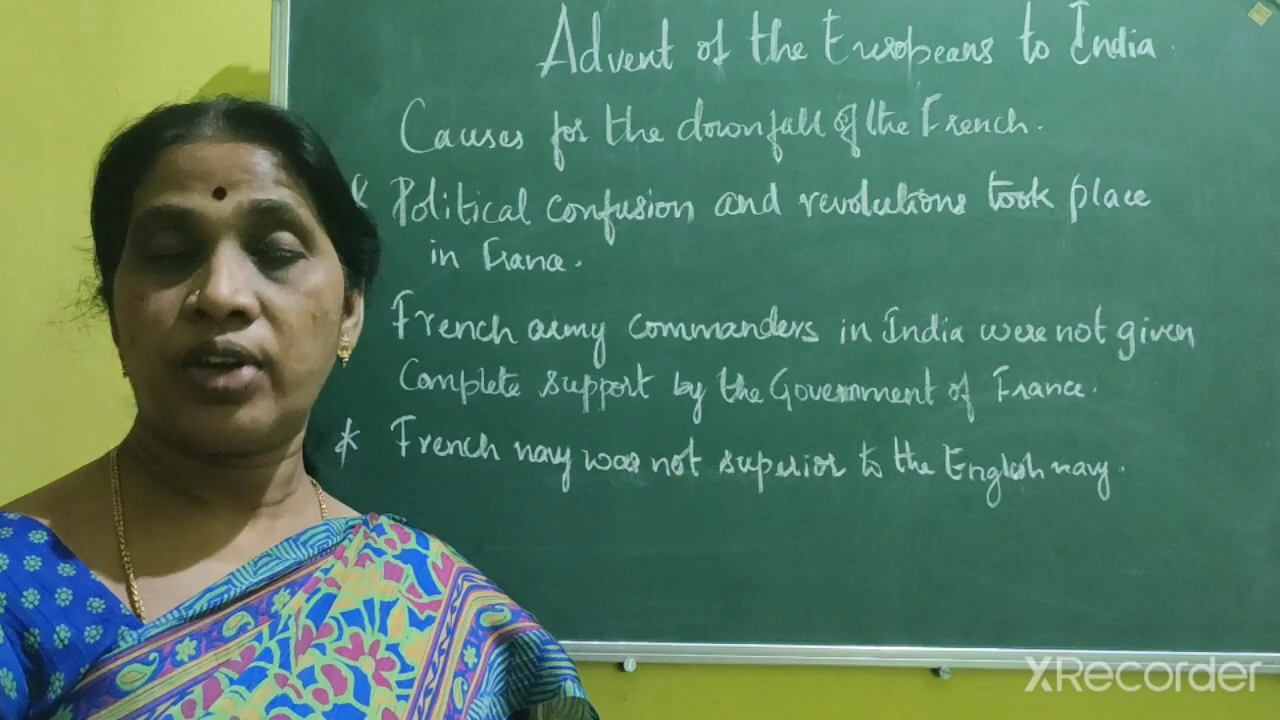 Advent of the Europeans to India.
Causes for the downfall of the French.
* Political confusion and revolutions took place
in France.
French army commanders in India were not given
Complete support by the Government of France.
* French navy was not superior to the English navy.
XRecorder